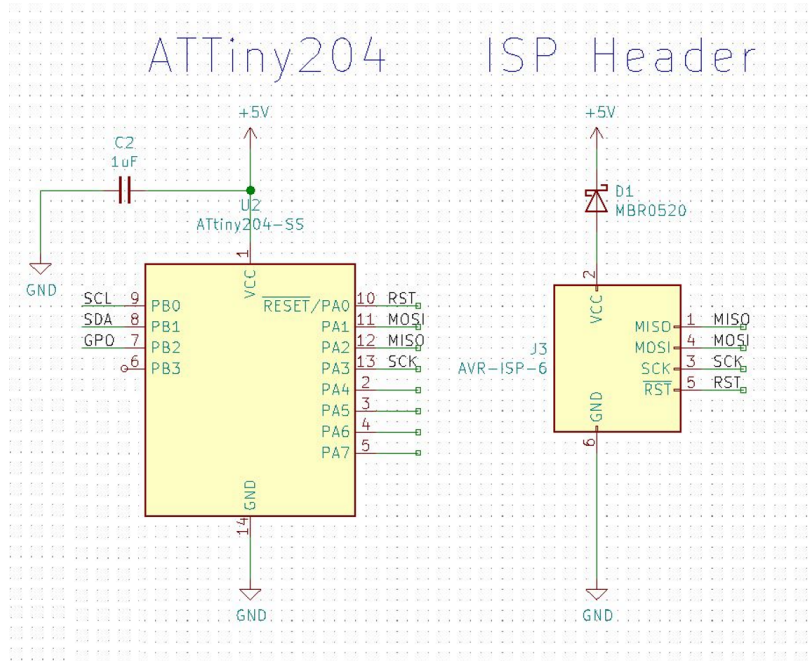 ATTiny204
ISP Header
+5V
C2
1uF
GND
U2
ATtiny204-SS
1
VCC
SCL 9 PB0
SDA 8 PB1
GPO 7 PB2
6 PB3
RESET/PA0 10 RST
PA1 11 MOSI
PA2 12 MISO
PA3 13 SCK
PA4 2
PA5 3
PA6 4
PA7 5
GND
14
GND
+5V
D1
MBR0520
2
VCC
J3
AVR-ISP-6
MISO 1 MISO
MOSI 4 MOSI
SCK 3 SCK
RST 5 RST
GND
6
GND